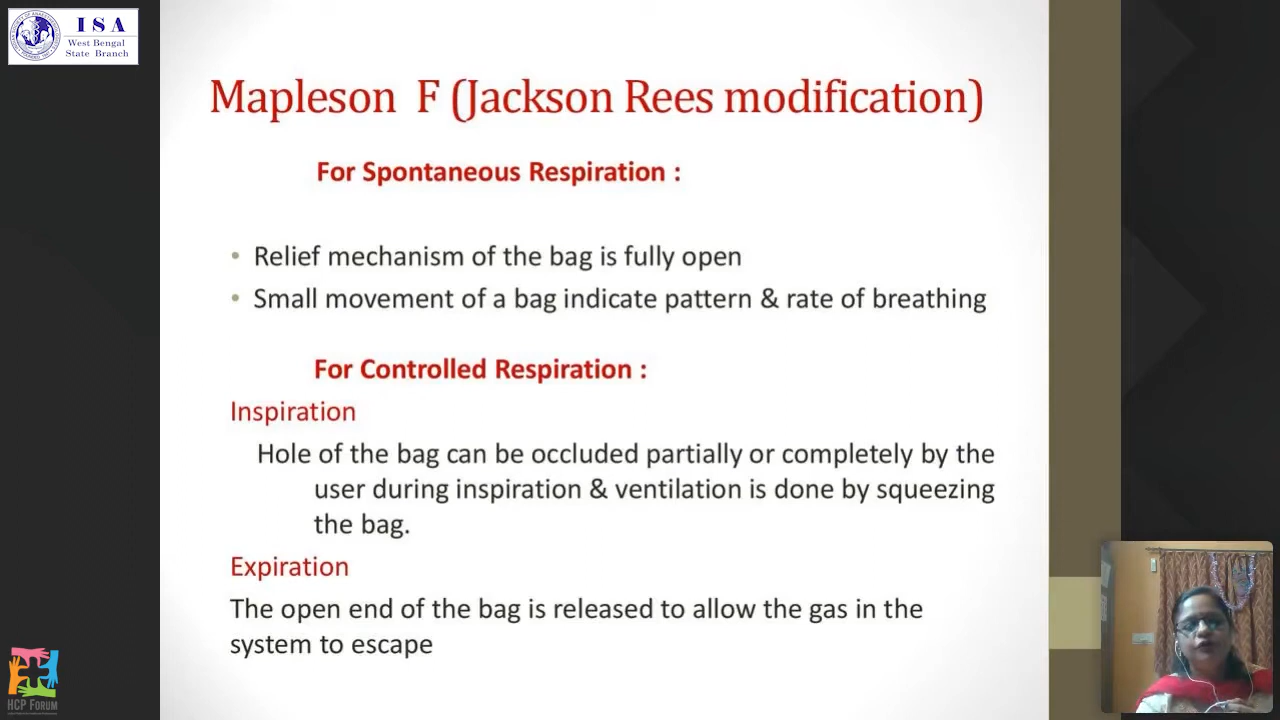 ISA
West Bengal
State Branch
Mapleson F (Jackson Rees modification)
For Spontaneous Respiration :
• Relief mechanism of the bag is fully open
• Small movement of a bag indicate pattern & rate of breathing
For Controlled Respiration :
Inspiration
Hole of the bag can be occluded partially or completely by the
user during inspiration & ventilation is done by squeezing
the bag.
Expiration
The open end of the bag is released to allow the gas in the
system to escape
HCP FORUM